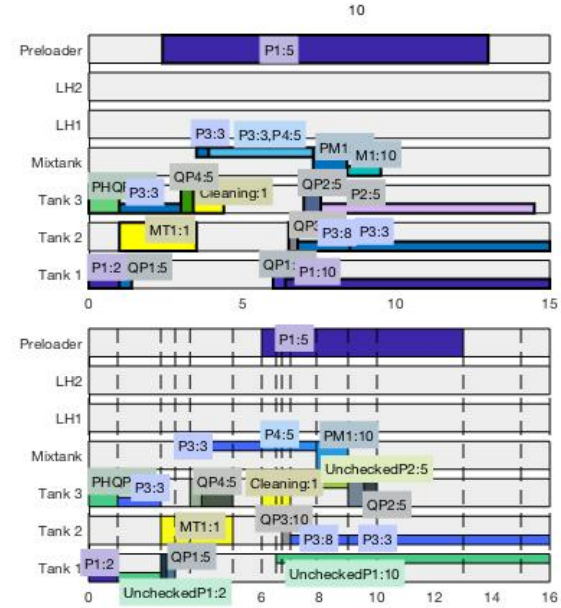 10
Preloader P1:5
LH2
LH1
P3:3 P3:3,P4:5
Mixtank PM1 M1:10
QP4:5 QP2:5
Tank 3 PHQP P3:3 Cleaning:1 P2:5
Tank 2 MT1:1 QP3 P3:8 P3:3
Tank 1 P1:2 QP1:5 QP1: P1:10
0 5 10 15
Preloader P1:5
LH2
LH1
P3:3 P4:5 PM1:10
Mixtank
UncheckedP2:5
Tank 3 PHQP P3:3 QP4:5 Cleaning:1
QP2:5
QP3:10
Tank 2 MT1:1 P3:8 P3:3
Tank 1 P1:2 QP1:5
UncheckedP1:2 UncheckedP1:10
0 6 8 10 12 14 16